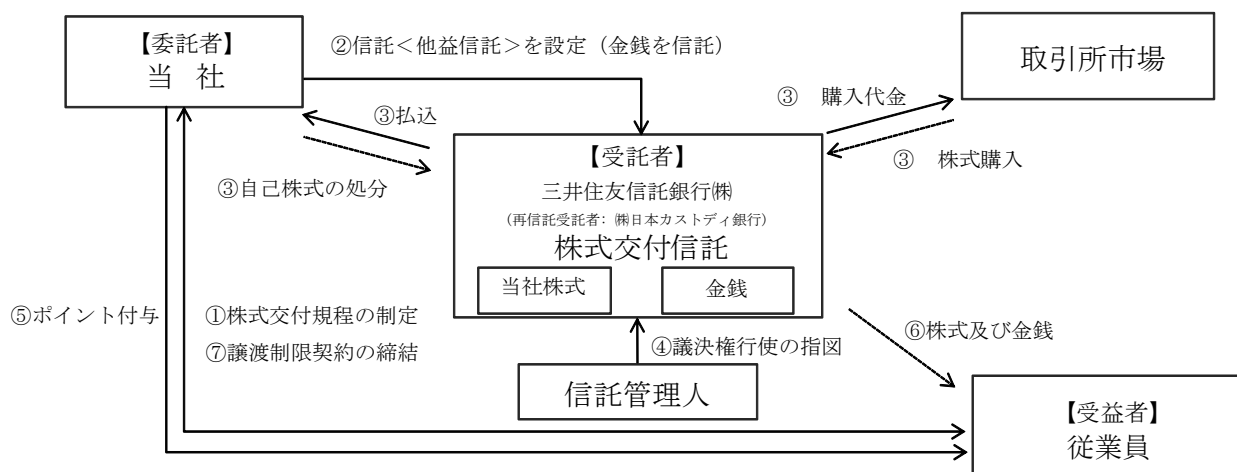 【委託者】
当 社
②信託＜他益信託＞を設定（金銭を信託）
取引所市場
③払込
③ 購入代金
③自己株式の処分
③ 株式購入
【受託者】
三井住友信託銀行㈱
（再信託受託者: ㈱日本カストディ銀行）
株式交付信託
当社株式
金銭
⑤ポイント付与
①株式交付規程の制定
⑦譲渡制限契約の締結
④議決権行使の指図
⑥株式及び金銭
信託管理人
【受益者】
従業員